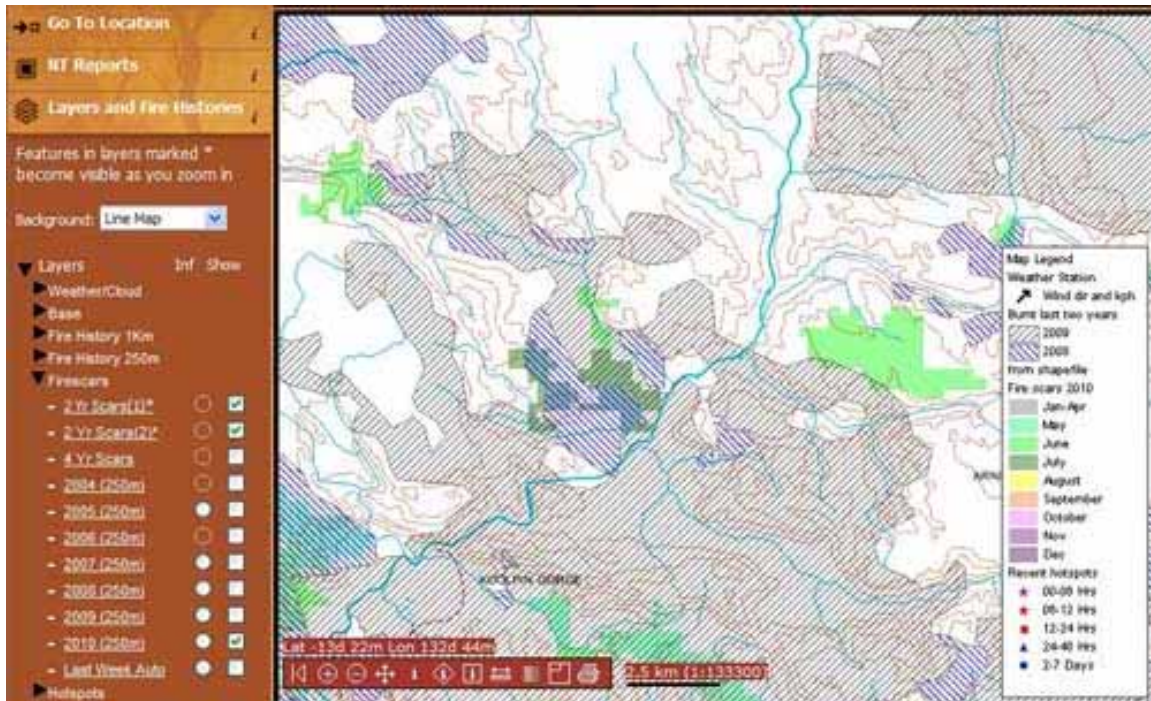 Go To Location
NT Reports
Layers and Fire Histories
Features in layers marked *
become visible as you zoom in
Background: Line Map
Layers Inf Show
Weather/Cloud
Base
Fire History 1Km
Fire History 250m
Firescars
- 2 Yr Scars(1)*
- 2 Yr Scars(2)*
- 4 Yr Scars
- 2004 (250m)
- 2005 (250m)
- 2006 (250m)
- 2007 (250m)
- 2008 (250m)
- 2009 (250m)
- 2010 (250m)
- Last Week Auto
Hotspots
GORGE
Lat -13d 22m Lon 132d 44m
2.5 km (1:133300)
Map Legend
Weather Station
Wind dir and kph
Burnt last two years
2009
2008
from shapefile
Fire scars 2010
Jan-Apr
May
June
July
August
September
October
Nov
Dec
Recent hotspots
00-06 Hrs
06-12 Hrs
12-24 Hrs
24-48 Hrs
2-7 Days